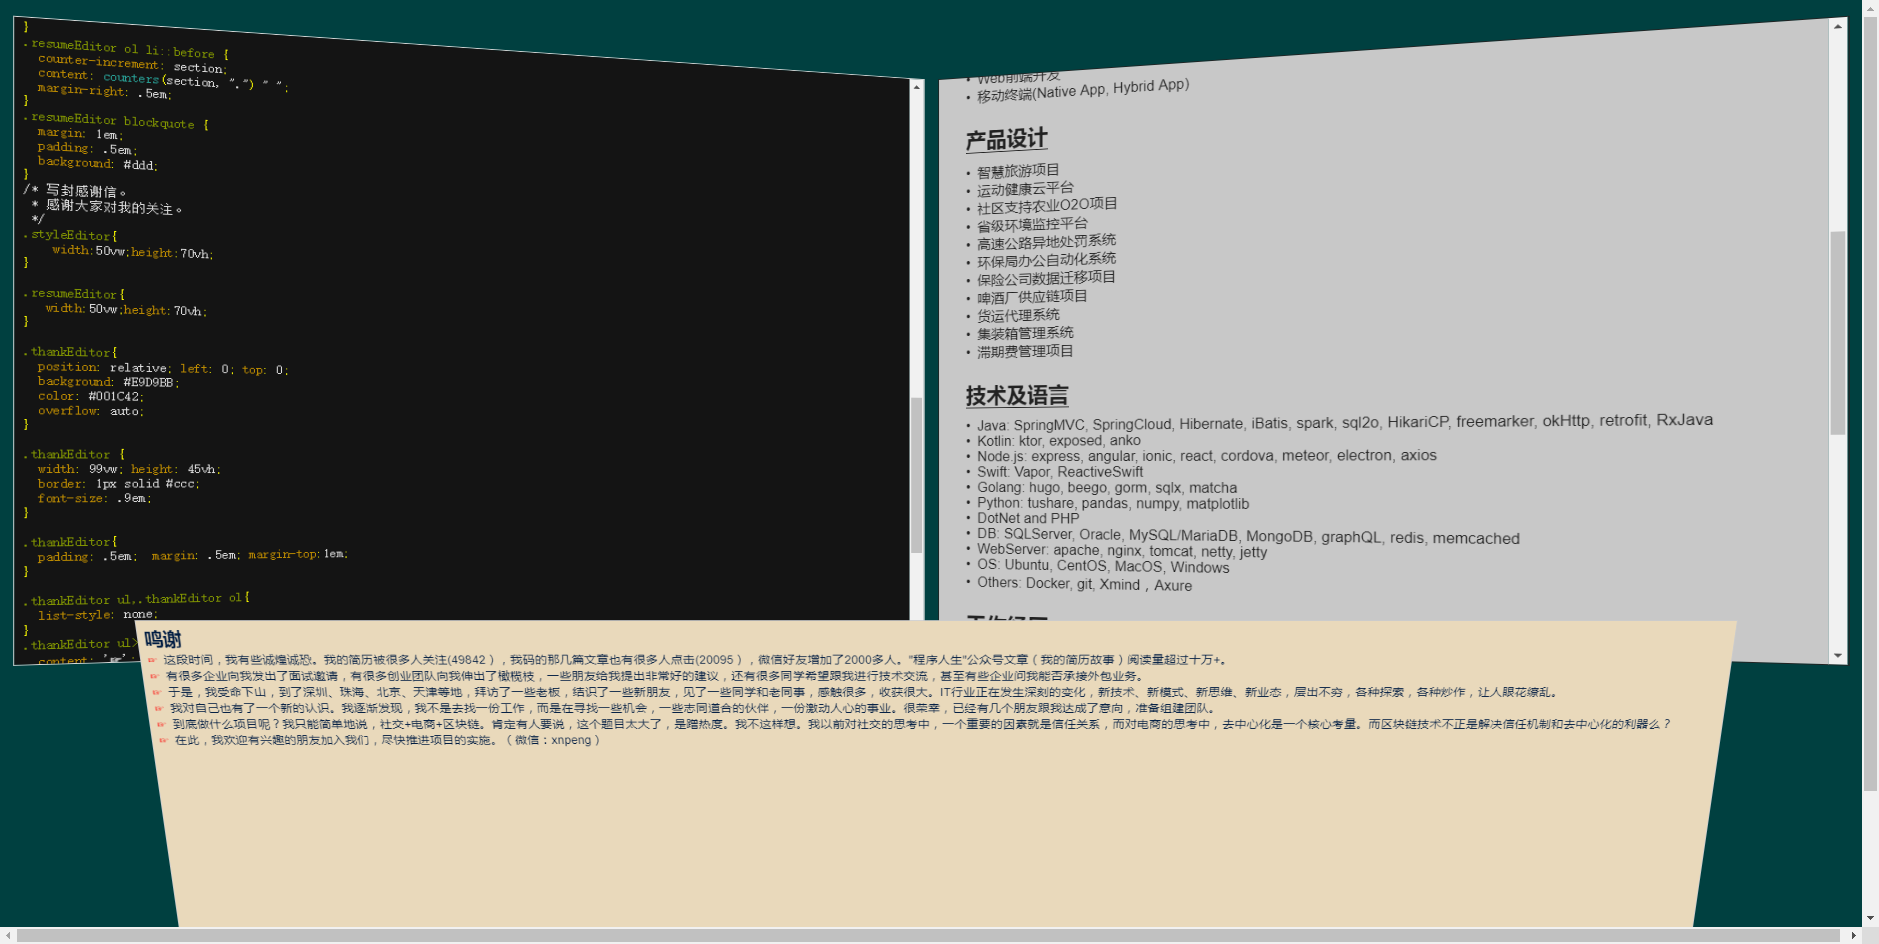 }
.resumeEditor ol li::before {
counter-increment: section;
content: counters(section, ".") " ";
margin-right: .5em;
}
.resumeEditor blockquote {
margin: 1em;
padding: .5em;
background: #ddd;
}
/* 写封感谢信。
* 感谢大家对我的关注。
*/
.styleEditor{
width:50vw;height:70vh;
}
.resumeEditor{
width:50vw;height:70vh;
}
.thankEditor{
position: relative; left: 0; top: 0;
background: #E9D9BB;
color: #001C42;
overflow: auto;
}
.thankEditor {
width: 99vw; height: 45vh;
border: 1px solid #ccc;
font-size: .9em;
}
.thankEditor{
padding: .5em; margin: .5em; margin-top:1em;
}
.thankEditor ul,.thankEditor ol{
list-style: none;
}
.thankEditor ul>
content: '☞';
• Web前端开发
• 移动终端(Native App, Hybrid App)
产品设计
• 智慧旅游项目
• 运动健康云平台
• 社区支持农业O2O项目
• 省级环境监控平台
• 高速公路异地处罚系统
• 环保局办公自动化系统
• 保险公司数据迁移项目
• 啤酒厂供应链项目
• 货运代理系统
• 集装箱管理系统
• 滞期费管理项目
技术及语言
• Java: SpringMVC, SpringCloud, Hibernate, iBatis, spark, sql2o, HikariCP, freemarker, okHttp, retrofit, RxJava
• Kotlin: ktor, exposed, anko
• Node.js: express, angular, ionic, react, cordova, meteor, electron, axios
• Swift: Vapor, ReactiveSwift
• Golang: hugo, beego, gorm, sqlx, matcha
• Python: tushare, pandas, numpy, matplotlib
• DotNet and PHP
• DB: SQLServer, Oracle, MySQL/MariaDB, MongoDB, graphQL, redis, memcached
• WebServer: apache, nginx, tomcat, netty, jetty
• OS: Ubuntu, CentOS, MacOS, Windows
• Others: Docker, git, Xmind，Axure
鸣谢
☞ 这段时间，我有些诚惶诚恐。我的简历被很多人关注(49842），我码的那几篇文章也有很多人点击(20095），微信好友增加了2000多人。"程序人生"公众号文章（我的简历故事）阅读量超过十万+。
☞ 有很多企业向我发出了面试邀请，有很多创业团队向我伸出了橄榄枝，一些朋友给我提出非常好的建议，还有很多同学希望跟我进行技术交流，甚至有些企业问我能否承接外包业务。
☞ 于是，我受命下山，到了深圳、珠海、北京、天津等地，拜访了一些老板，结识了一些新朋友，见了一些同学和老同事，感触很多，收获很大。IT行业正在发生深刻的变化，新技术、新模式、新思维、新业态，层出不穷，各种探索，各种炒作，让人眼花缭乱。
☞ 我对自己也有了一个新的认识。我逐渐发现，我不是去找一份工作，而是在寻找一些机会，一些志同道合的伙伴，一份激动人心的事业。很荣幸，已经有几个朋友跟我达成了意向，准备组建团队。
☞ 到底做什么项目呢？我只能简单地说，社交+电商+区块链。肯定有人要说，这个题目太大了，是蹭热度。我不这样想。我以前对社交的思考中，一个重要的因素就是信任关系，而对电商的思考中，去中心化是一个核心考量。而区块链技术不正是解决信任机制和去中心化的利器么？
☞ 在此，我欢迎有兴趣的朋友加入我们，尽快推进项目的实施。（微信：xnpeng）